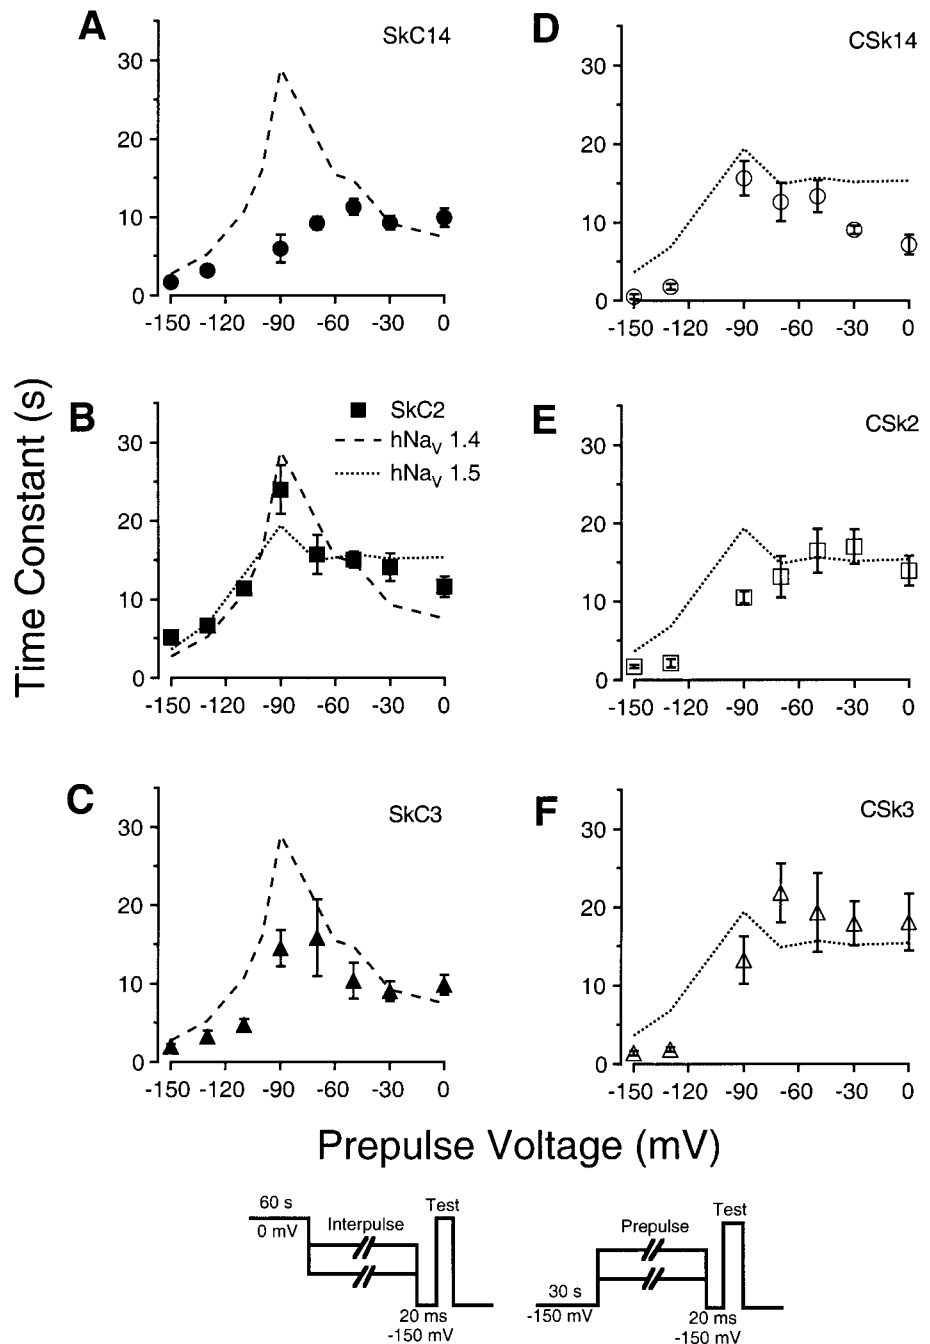 A
SkC14
30
20
10
0
-150 -120 -90 -60 -30 0
D
CSk14
30
20
10
0
-150 -120 -90 -60 -30 0
Time Constant (s)
B
SkC2
hNaV 1.4
hNaV 1.5
30
20
10
0
-150 -120 -90 -60 -30 0
E
CSk2
30
20
10
0
-150 -120 -90 -60 -30 0
C
SkC3
30
20
10
0
-150 -120 -90 -60 -30 0
F
CSk3
30
20
10
0
-150 -120 -90 -60 -30 0
Prepulse Voltage (mV)
60 s
0 mV
Interpulse
Test
20 ms
-150 mV
30 s
-150 mV
Prepulse
Test
20 ms
-150 mV